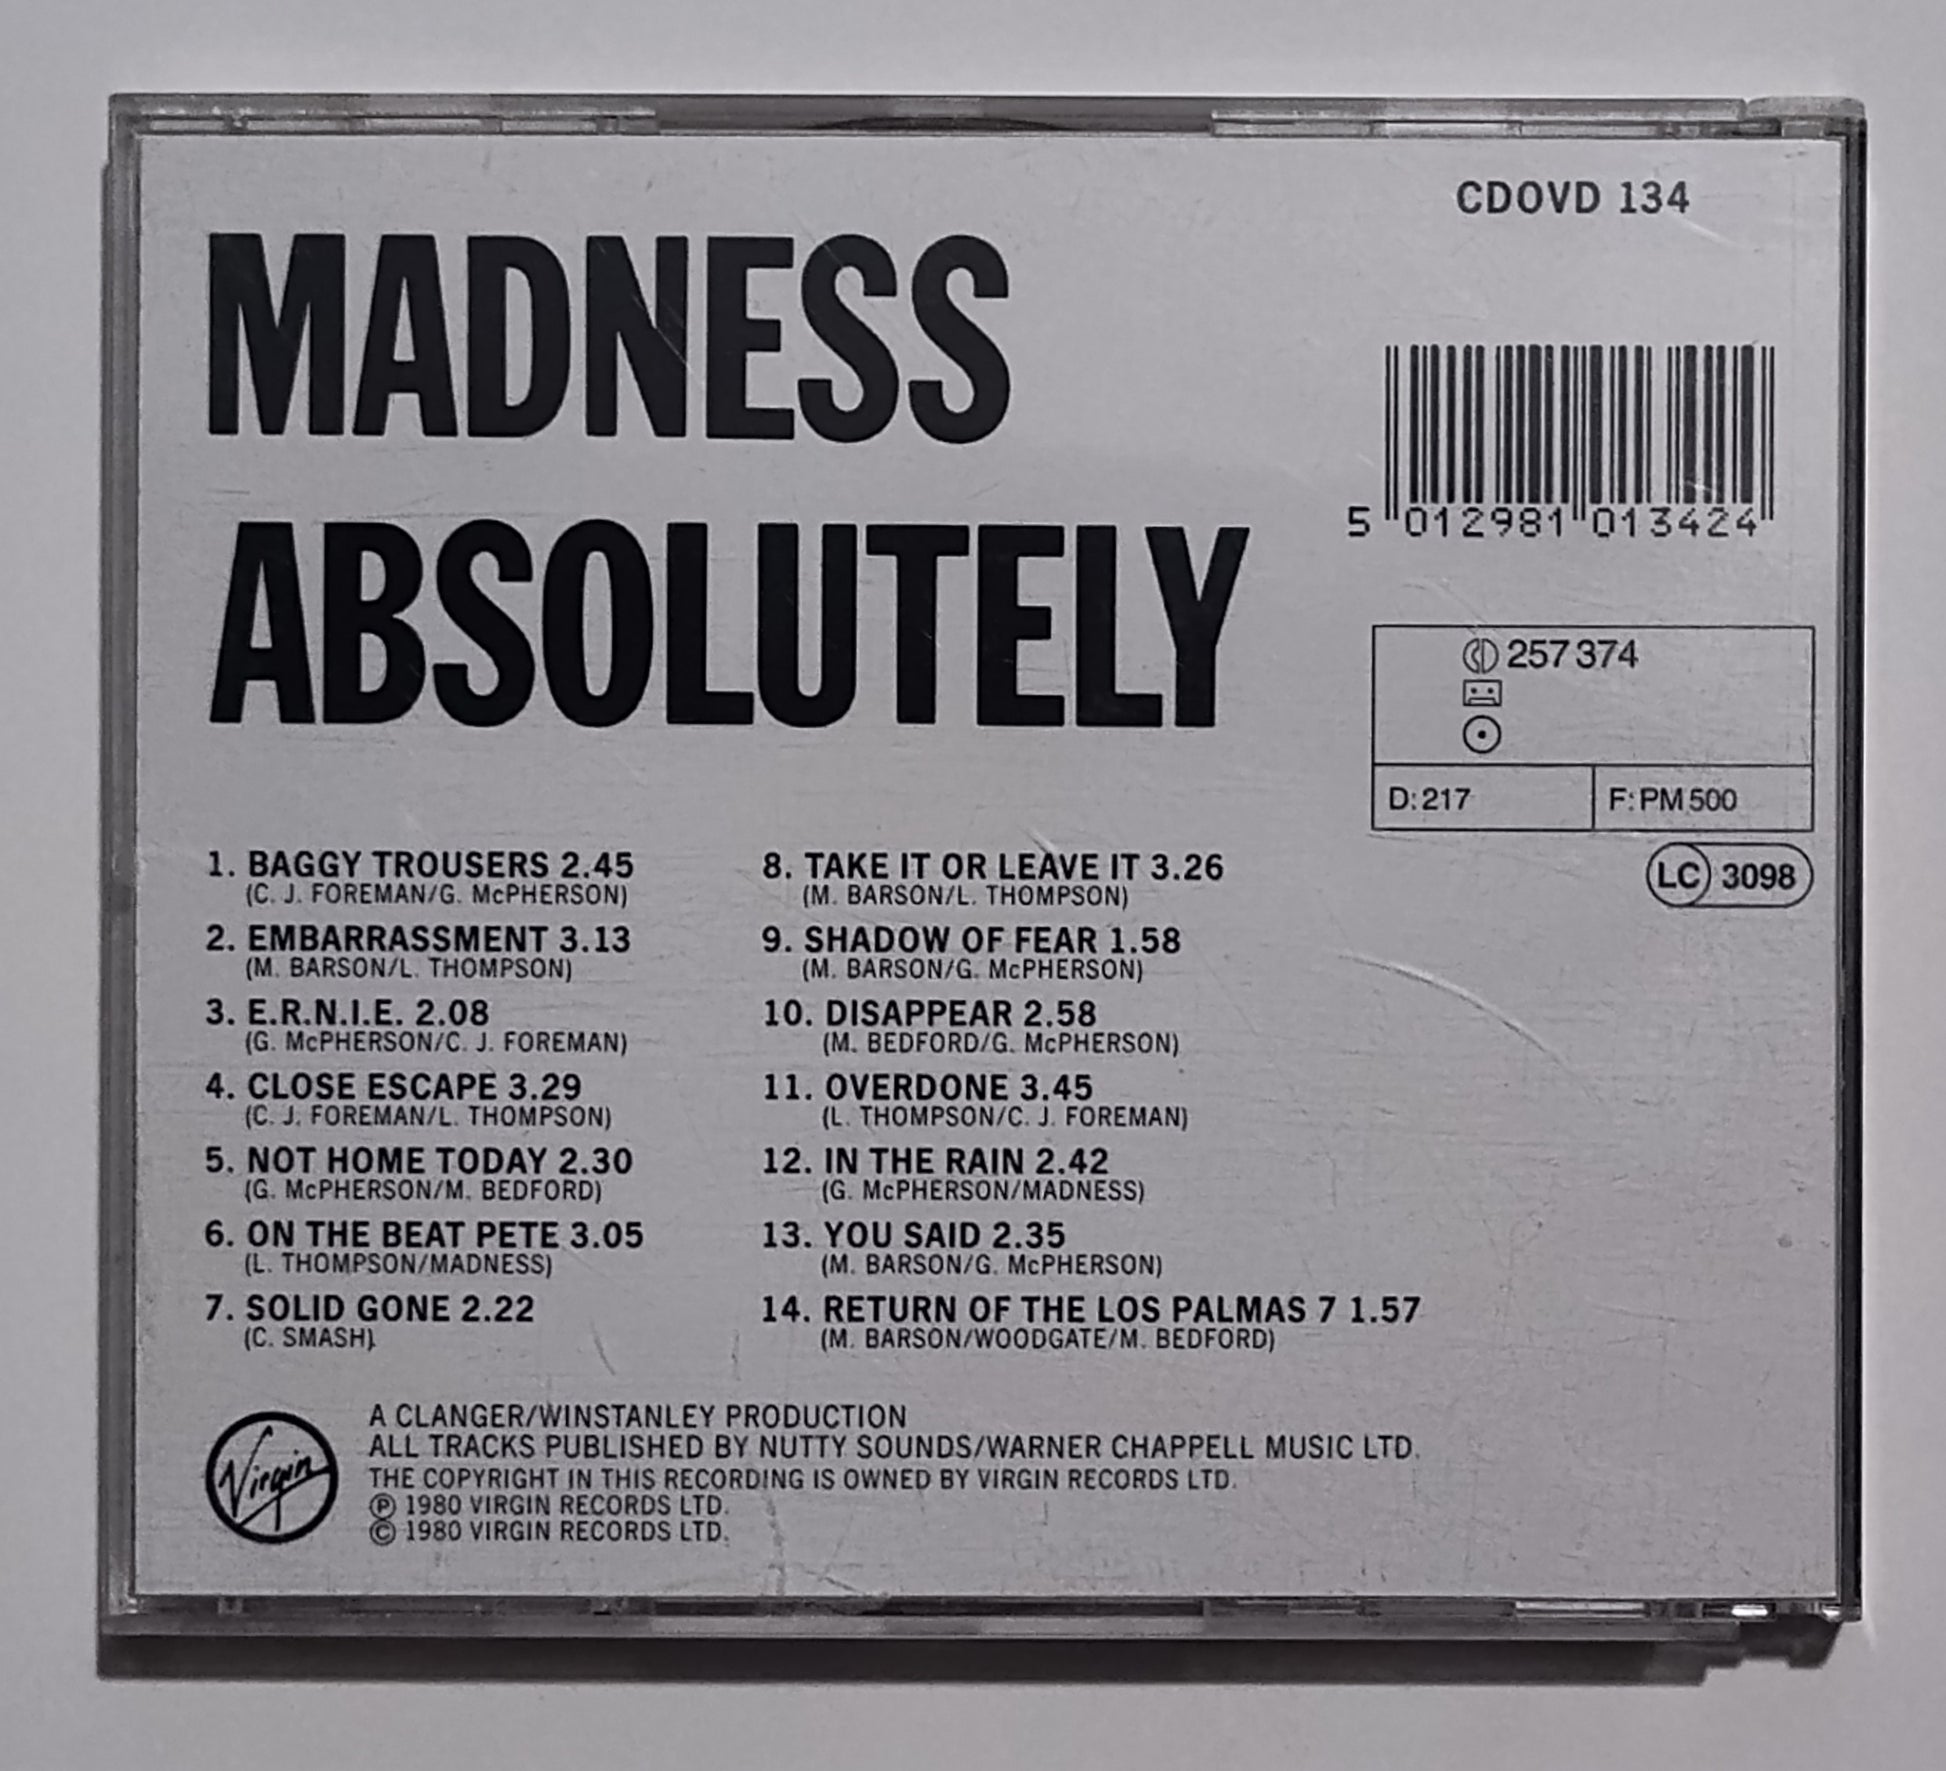 CDOVD 134
MADNESS
ABSOLUTELY
5 012981 013424
CD 257 374
D: 217
F: PM 500
LC 3098
1. BAGGY TROUSERS 2.45
(C. J. FOREMAN/G. McPHERSON)
2. EMBARRASSMENT 3.13
(M. BARSON/L. THOMPSON)
3. E.R.N.I.E. 2.08
(G. McPHERSON/C. J. FOREMAN)
4. CLOSE ESCAPE 3.29
(C. J. FOREMAN/L. THOMPSON)
5. NOT HOME TODAY 2.30
(G. McPHERSON/M. BEDFORD)
6. ON THE BEAT PETE 3.05
(L. THOMPSON/MADNESS)
7. SOLID GONE 2.22
(C. SMASH)
8. TAKE IT OR LEAVE IT 3.26
(M. BARSON/L. THOMPSON)
9. SHADOW OF FEAR 1.58
(M. BARSON/G. McPHERSON)
10. DISAPPEAR 2.58
(M. BEDFORD/G. McPHERSON)
11. OVERDONE 3.45
(L. THOMPSON/C. J. FOREMAN)
12. IN THE RAIN 2.42
(G. McPHERSON/MADNESS)
13. YOU SAID 2.35
(M. BARSON/G. McPHERSON)
14. RETURN OF THE LOS PALMAS 7 1.57
(M. BARSON/WOODGATE/M. BEDFORD)
Virgin
A CLANGER/WINSTANLEY PRODUCTION
ALL TRACKS PUBLISHED BY NUTTY SOUNDS/WARNER CHAPPELL MUSIC LTD.
THE COPYRIGHT IN THIS RECORDING IS OWNED BY VIRGIN RECORDS LTD.
℗ 1980 VIRGIN RECORDS LTD.
© 1980 VIRGIN RECORDS LTD.